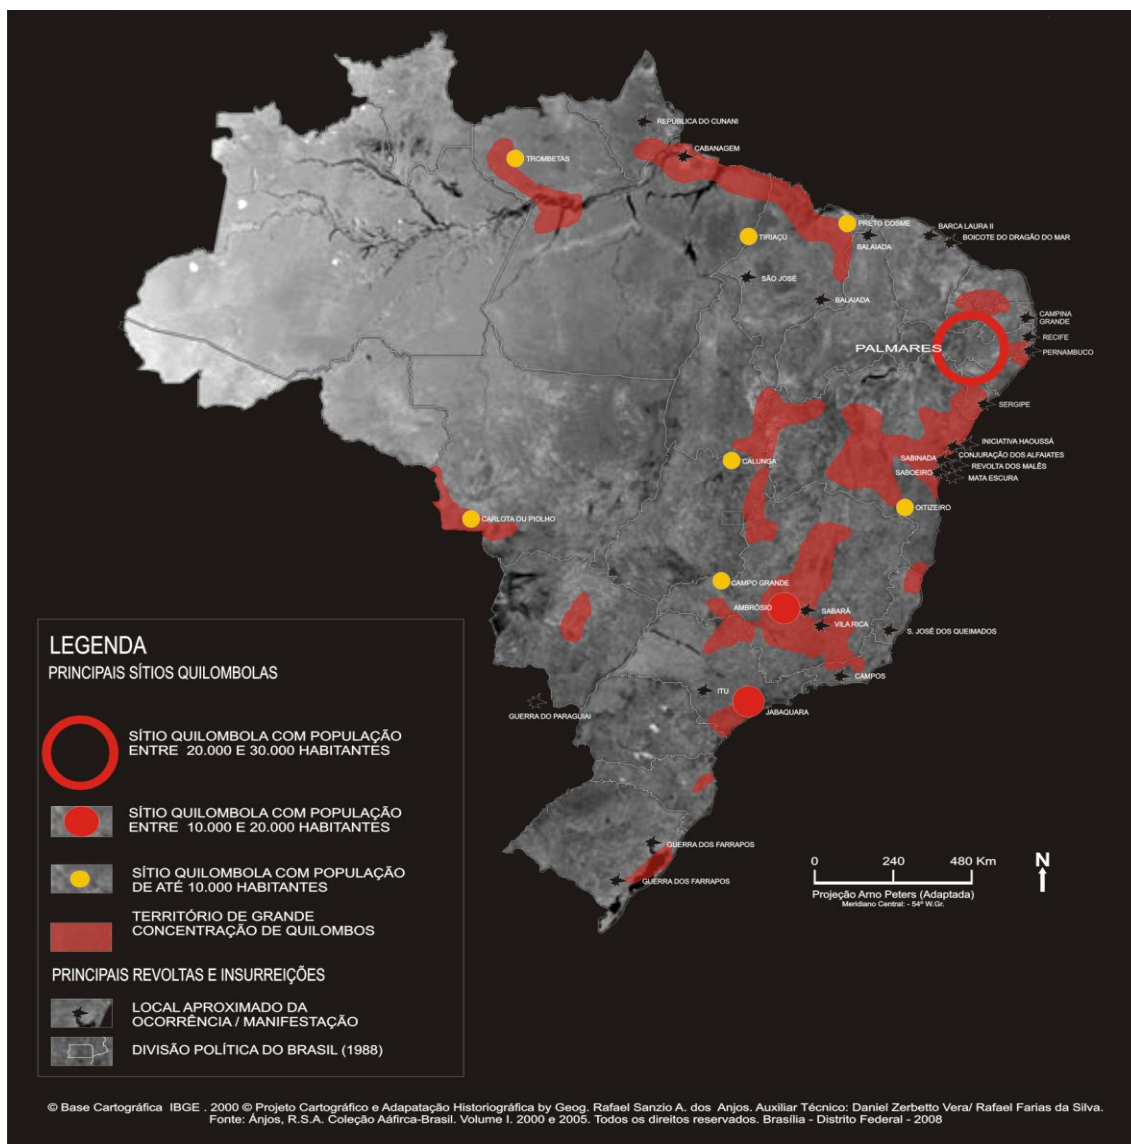 REPÚBLICA DO CUNANI
CABANAGEM
TROMBETAS
PRETO COSME
TIRIAÇU
BALAIADA
BARCA LAURA II
BOICOTE DO DRAGÃO DO MAR
SÃO JOSÉ
BALAIADA
CAMPINA
GRANDE
RECIFE
PALMARES
PERNAMBUCO
SERGIPE
INICIATIVA HAOUSSÁ
SABINADA
CONJURAÇÃO DOS ALFAIATES
CALUNGA
REVOLTA DOS MALÊS
SABOEIRO
MATA ESCURA
OITIZEIRO
CARLOTA OU PIOLHO
CAMPO GRANDE
AMBRÓSIO
SABARÁ
VILA RICA
S. JOSÉ DOS QUEIMADOS
CAMPOS
ITU
JABAQUARA
GUERRA DO PARAGUIAI
GUERRA DOS FARRAPOS
GUERRA DOS FARRAPOS
LEGENDA
PRINCIPAIS SÍTIOS QUILOMBOLAS
SÍTIO QUILOMBOLA COM POPULAÇÃO
ENTRE 20.000 E 30.000 HABITANTES
SÍTIO QUILOMBOLA COM POPULAÇÃO
ENTRE 10.000 E 20.000 HABITANTES
SÍTIO QUILOMBOLA COM POPULAÇÃO
DE ATÉ 10.000 HABITANTES
TERRITÓRIO DE GRANDE
CONCENTRAÇÃO DE QUILOMBOS
PRINCIPAIS REVOLTAS E INSURREIÇÕES
LOCAL APROXIMADO DA
OCORRÊNCIA / MANIFESTAÇÃO
DIVISÃO POLÍTICA DO BRASIL (1988)
0 240 480 Km
N
Projeção Arno Peters (Adaptada)
Meridiano Central: - 54º W.Gr.
© Base Cartográfica IBGE . 2000 © Projeto Cartográfico e Adapatação Historiográfica by Geog. Rafael Sanzio A. dos Anjos. Auxiliar Técnico: Daniel Zerbetto Vera/ Rafael Farias da Silva.
Fonte: Ánjos, R.S.A. Coleção Aáfirca-Brasil. Volume I. 2000 e 2005. Todos os direitos reservados. Brasília - Distrito Federal - 2008